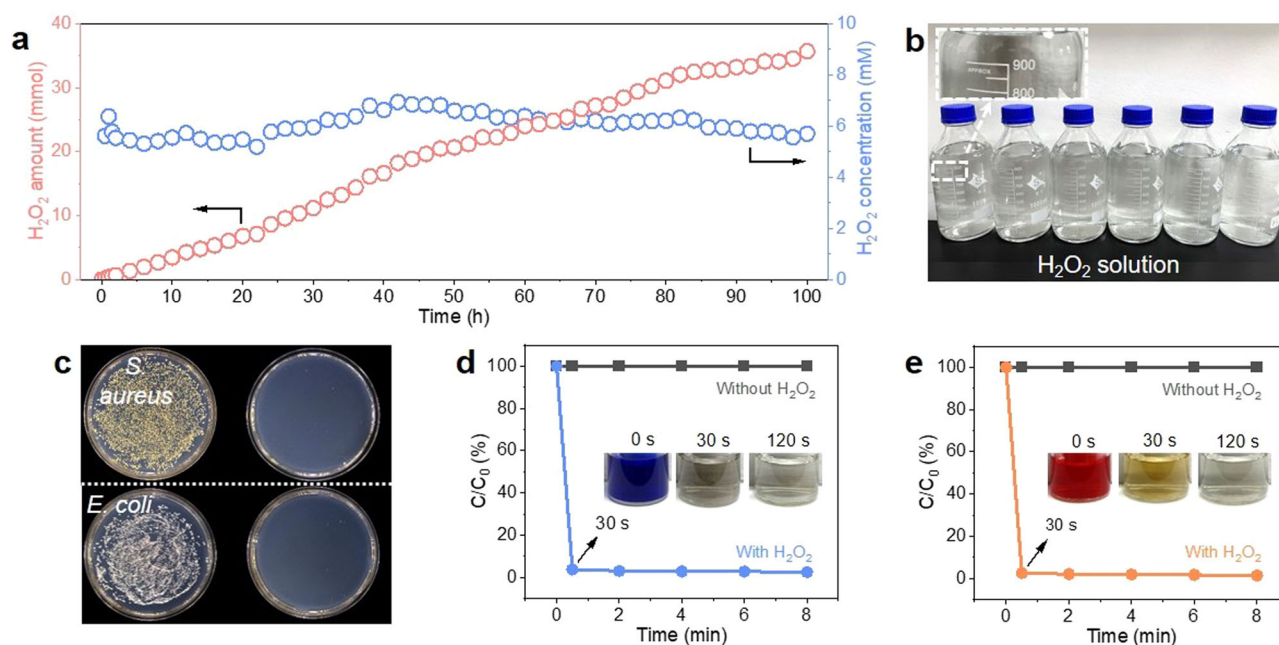 a
H₂O₂ amount (mmol)
40
30
20
10
0
0 10 20 30 40 50 60 70 80 90 100
Time (h)
10
8
6
4
2
0
H₂O₂ concentration (mM)
b
APPROX
900
800
H₂O₂ solution
c
S.
aureus
E. coli
d
C/C₀ (%)
100
80
60
40
20
0
Without H₂O₂
0 s 30 s 120 s
30 s
With H₂O₂
0 2 4 6 8
Time (min)
e
C/C₀ (%)
100
80
60
40
20
0
Without H₂O₂
0 s 30 s 120 s
30 s
With H₂O₂
0 2 4 6 8
Time (min)